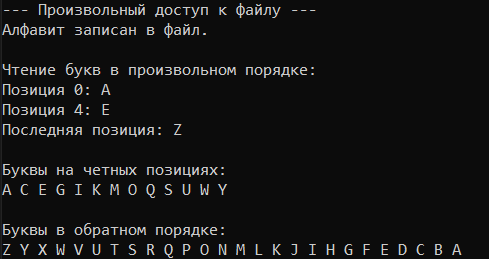 --- Произвольный доступ к файлу ---
Алфавит записан в файл.
Чтение букв в произвольном порядке:
Позиция 0: A
Позиция 4: E
Последняя позиция: Z
Буквы на четных позициях:
A C E G I K M O Q S U W Y
Буквы в обратном порядке:
Z Y X W V U T S R Q P O N M L K J I H G F E D C B A